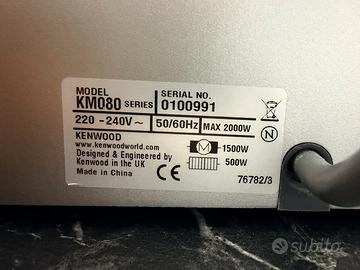 MODEL
KM080 SERIES
SERIAL NO.
0100991
220 - 240V ~ 50/60Hz MAX 2000W
KENWOOD
www.kenwoodworld.com
Designed & Engineered by
Kenwood in the UK
Made in China
M 1500W
500W
N
CE
76782/3
subito